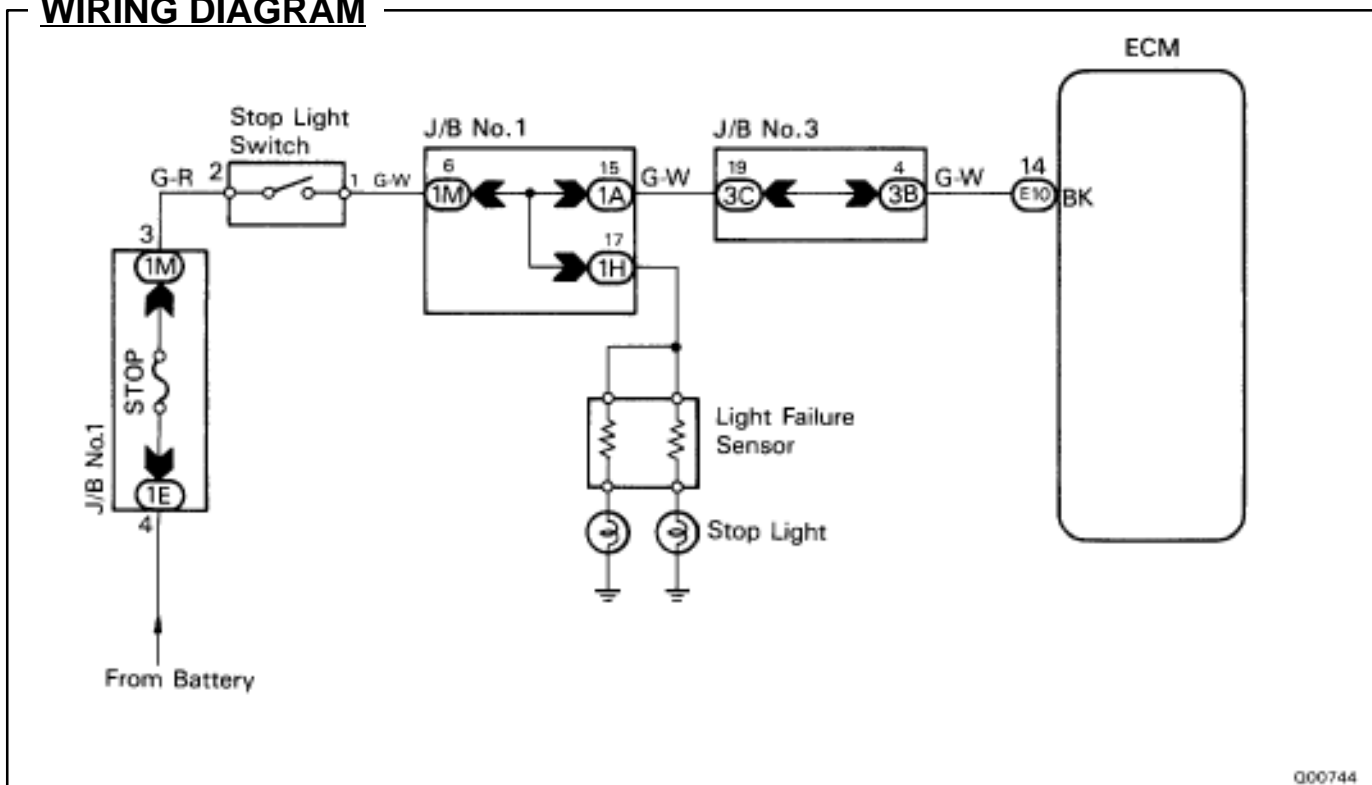 WIRING DIAGRAM
ECM
Stop Light
Switch
J/B No.1
J/B No.3
G-R
2
1
G-W
6
1M
15
1A
G-W
19
3C
4
3B
G-W
14
E10
BK
17
1H
3
1M
STOP
J/B No.1
1E
4
Light Failure
Sensor
Stop Light
From Battery
Q00744